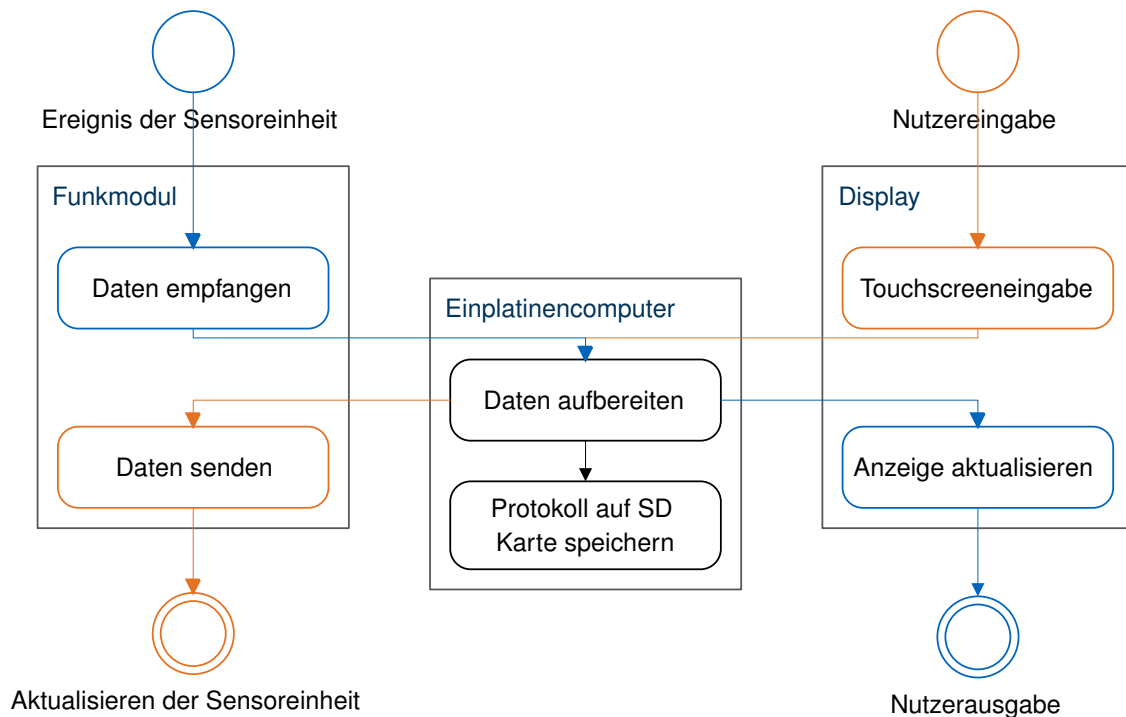 Ereignis der Sensoreinheit
Nutzereingabe
Funkmodul
Display
Daten empfangen
Touchscreeneingabe
Einplatinencomputer
Daten aufbereiten
Daten senden
Anzeige aktualisieren
Protokoll auf SD
Karte speichern
Aktualisieren der Sensoreinheit
Nutzerausgabe